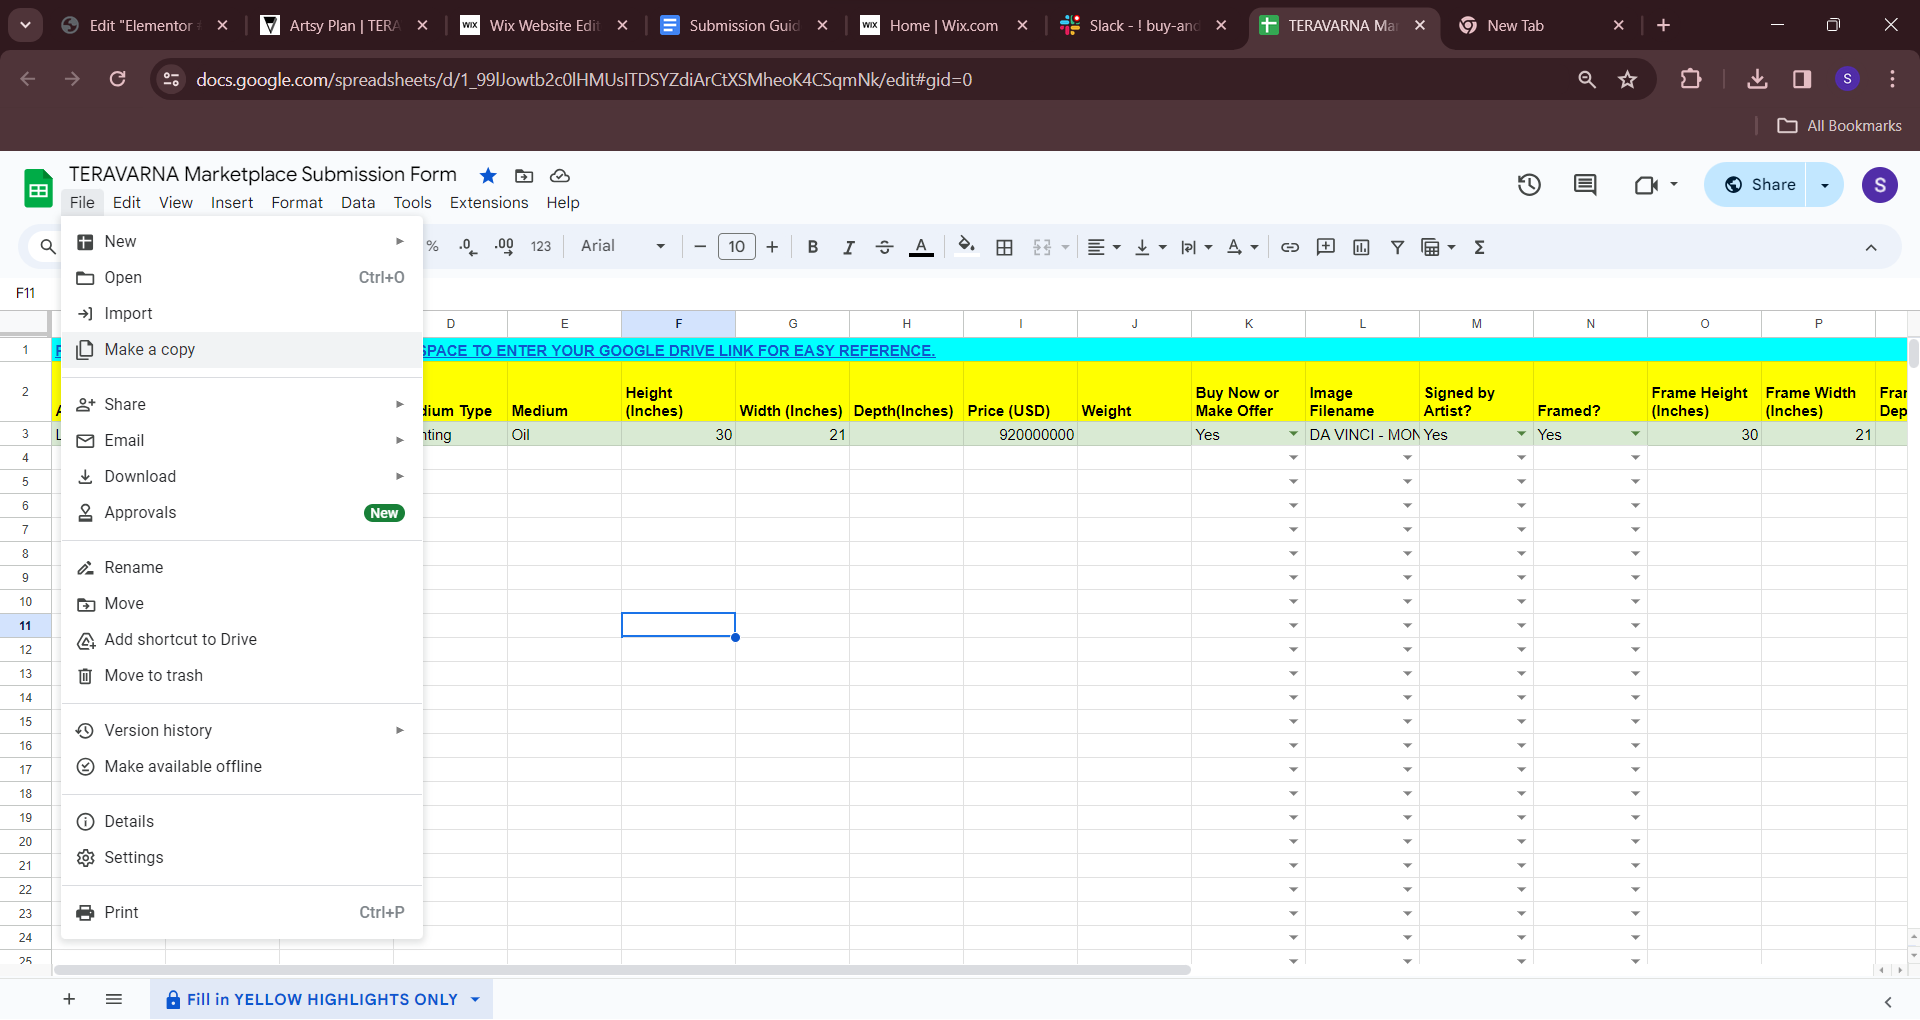 Edit "Elementor #
Artsy Plan | TERA
WIX Wix Website Edit
Submission Guid
WIX Home | Wix.com
Slack - ! buy-and
TERAVARNA Mar
New Tab
docs.google.com/spreadsheets/d/1_99lJowtb2c0lHMUsITDSYZdiArCtXSMheoK4CSqmNk/edit#gid=0
S
All Bookmarks
TERAVARNA Marketplace Submission Form
Share
S
File Edit View Insert Format Data Tools Extensions Help
% .0 .00 123 Arial 10 B I A Σ
F11
New
Open Ctrl+O
Import
Make a copy
Share
Email
Download
Approvals New
Rename
Move
Add shortcut to Drive
Move to trash
Version history
Make available offline
Details
Settings
Print Ctrl+P
D E F G H I J K L M N O P
1 SPACE TO ENTER YOUR GOOGLE DRIVE LINK FOR EASY REFERENCE.
2 dium Type Medium Height (Inches) Width (Inches) Depth(Inches) Price (USD) Weight Buy Now or Make Offer Image Filename Signed by Artist? Framed? Frame Height (Inches) Frame Width (Inches) Fran Dep
3 L nting Oil 30 21 920000000 Yes DA VINCI - MON Yes Yes 30 21
4
5
6
7
8
9
10
11
12
13
14
15
16
17
18
19
20
21
22
23
24
25
Fill in YELLOW HIGHLIGHTS ONLY